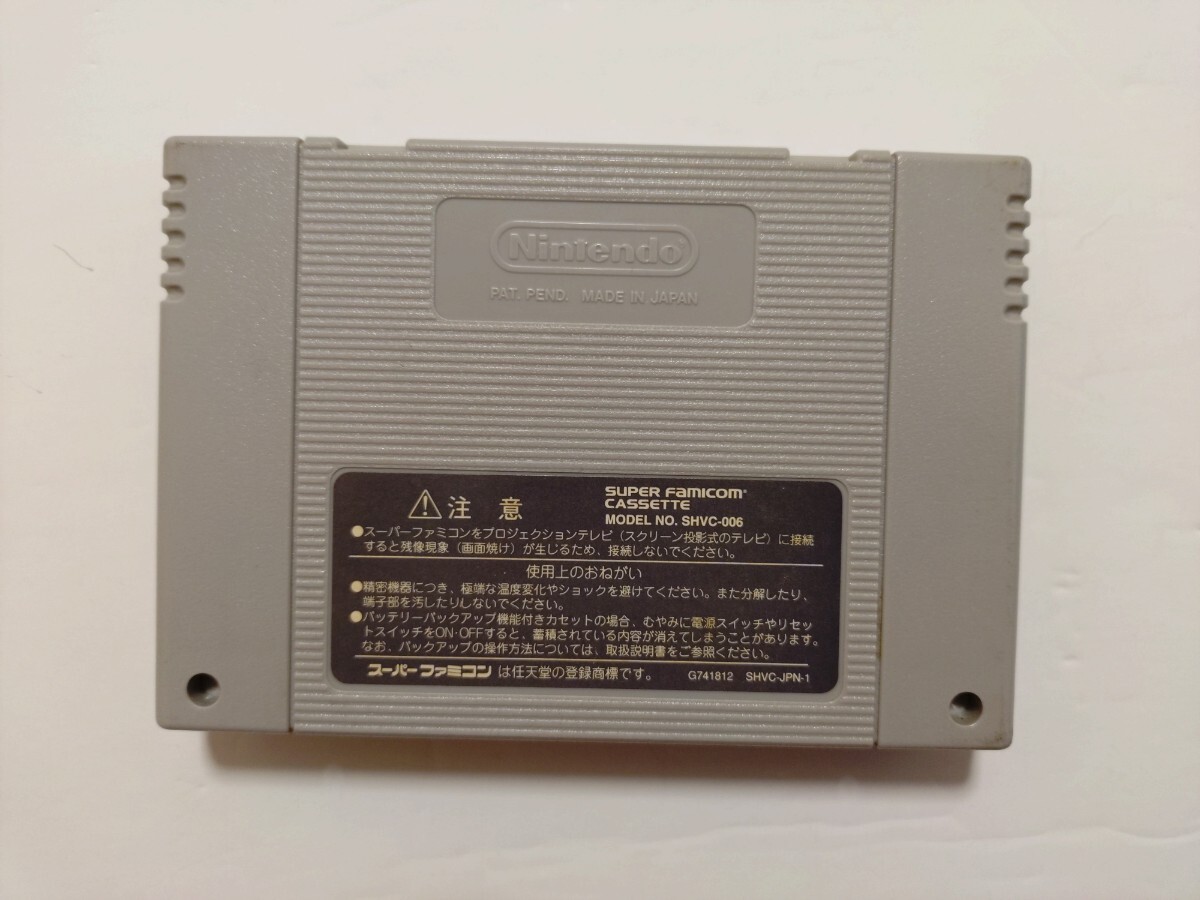 Nintendo®
PAT. PEND. MADE IN JAPAN
⚠注 意
SUPER FAMICOM®
CASSETTE
MODEL NO. SHVC-006
●スーパーファミコンをプロジェクションテレビ（スクリーン投影式のテレビ）に接続
すると残像現象（画面焼け）が生じるため、接続しないでください。
使用上のおねがい
●精密機器につき、極端な温度変化やショックを避けてください。また分解したり、
端子部を汚したりしないでください。
●バッテリーバックアップ機能付きカセットの場合、むやみに電源スイッチやリセッ
トスイッチをON·OFFすると、蓄積されている内容が消えてしまうことがあります。
なお、バックアップの操作方法については、取扱説明書をご参照ください。
スーパーファミコン は任天堂の登録商標です。 G741812 SHVC-JPN-1